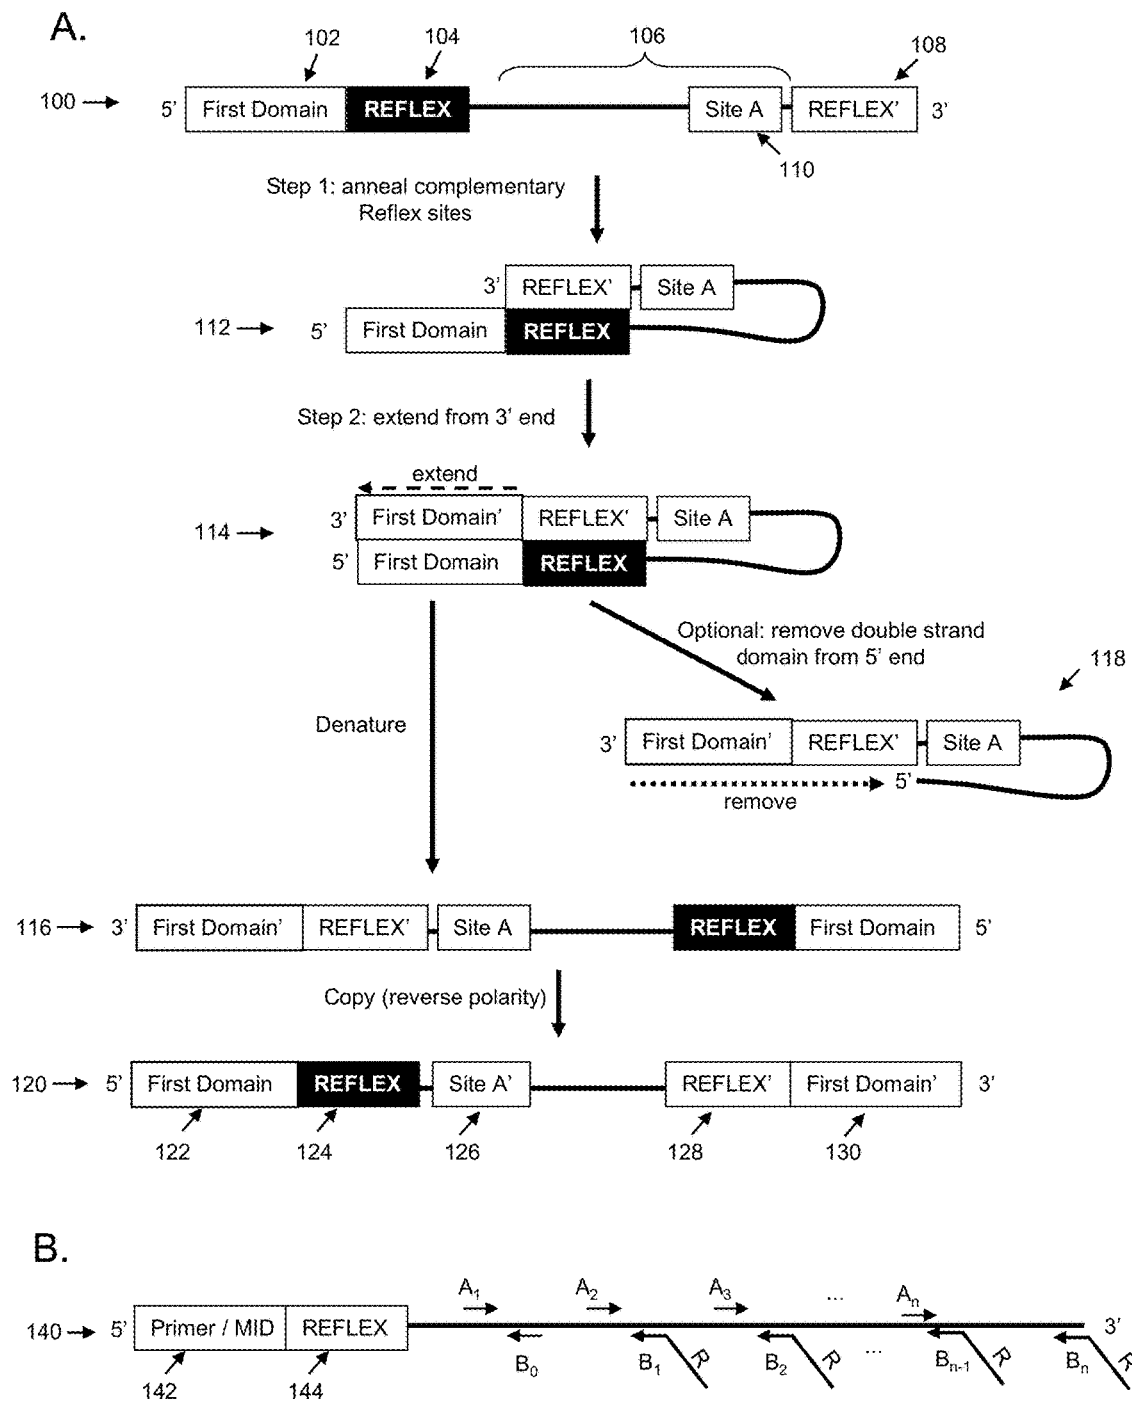 A.
102 104 106 108
100 5' First Domain REFLEX Site A REFLEX' 3'
110
Step 1: anneal complementary
Reflex sites
3' REFLEX' Site A
112 5' First Domain REFLEX
Step 2: extend from 3' end
extend
3' First Domain' REFLEX' Site A
114
5' First Domain REFLEX
Optional: remove double strand
domain from 5' end
118
Denature
3' First Domain' REFLEX' Site A
5'
remove
116 3' First Domain' REFLEX' Site A REFLEX First Domain 5'
Copy (reverse polarity)
120 5' First Domain REFLEX Site A' REFLEX' First Domain' 3'
122 124 126 128 130
B.
A1 A2 A3 ... An
140 5' Primer / MID REFLEX 3'
B0 B1 R B2 R ... Bn-1 R Bn R
142 144